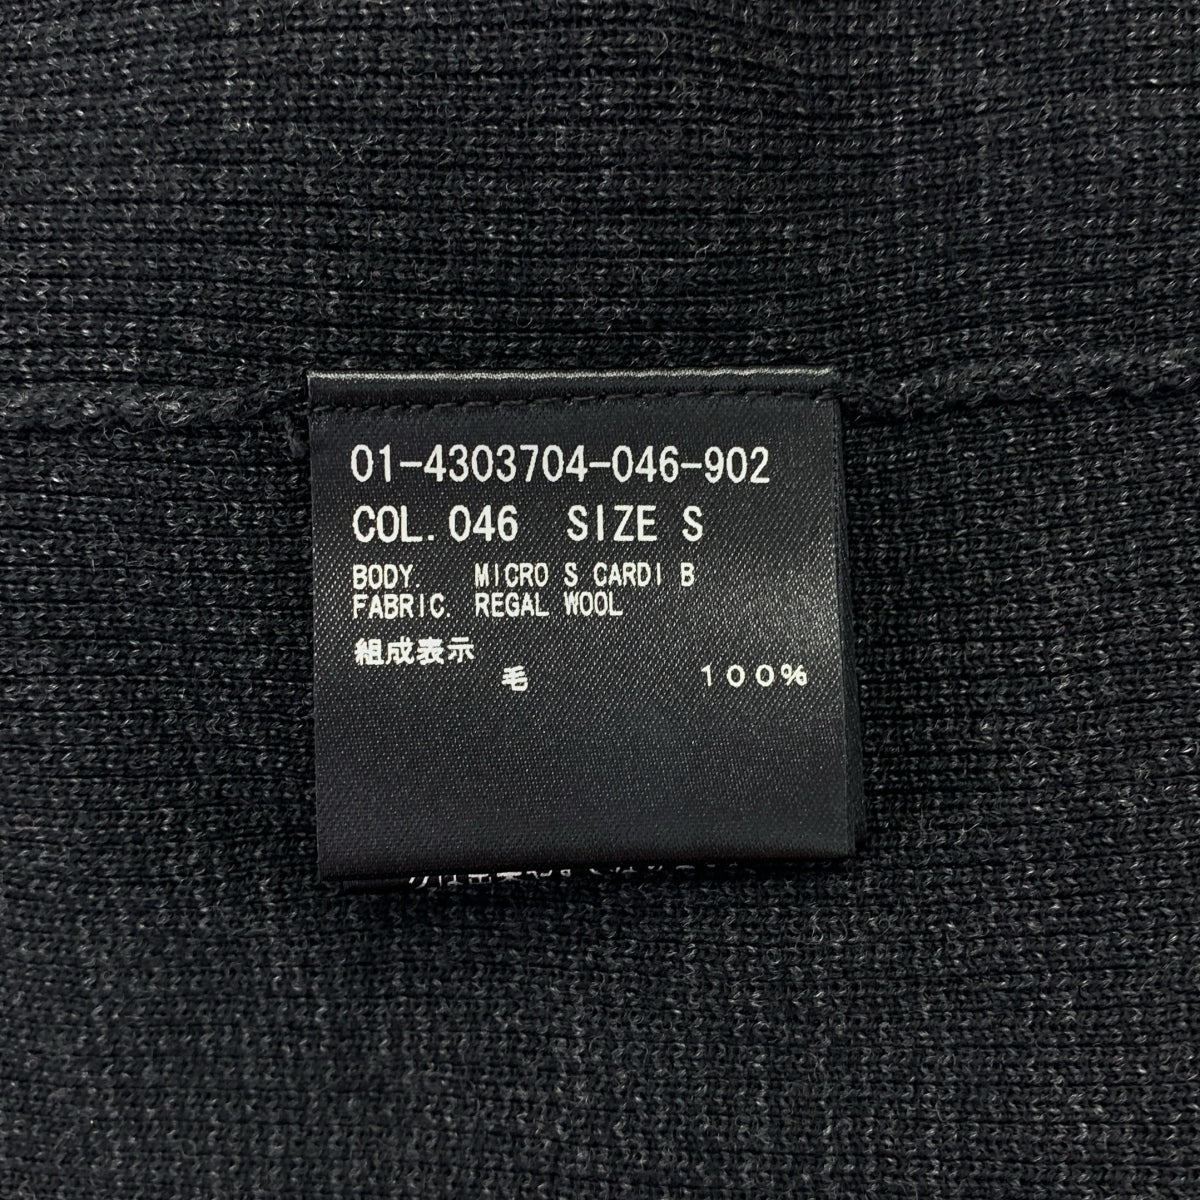 01-4303704-046-902
COL. 046 SIZE S
BODY MICRO S CARDI B
FABRIC. REGAL WOOL
組成表示
毛 100%